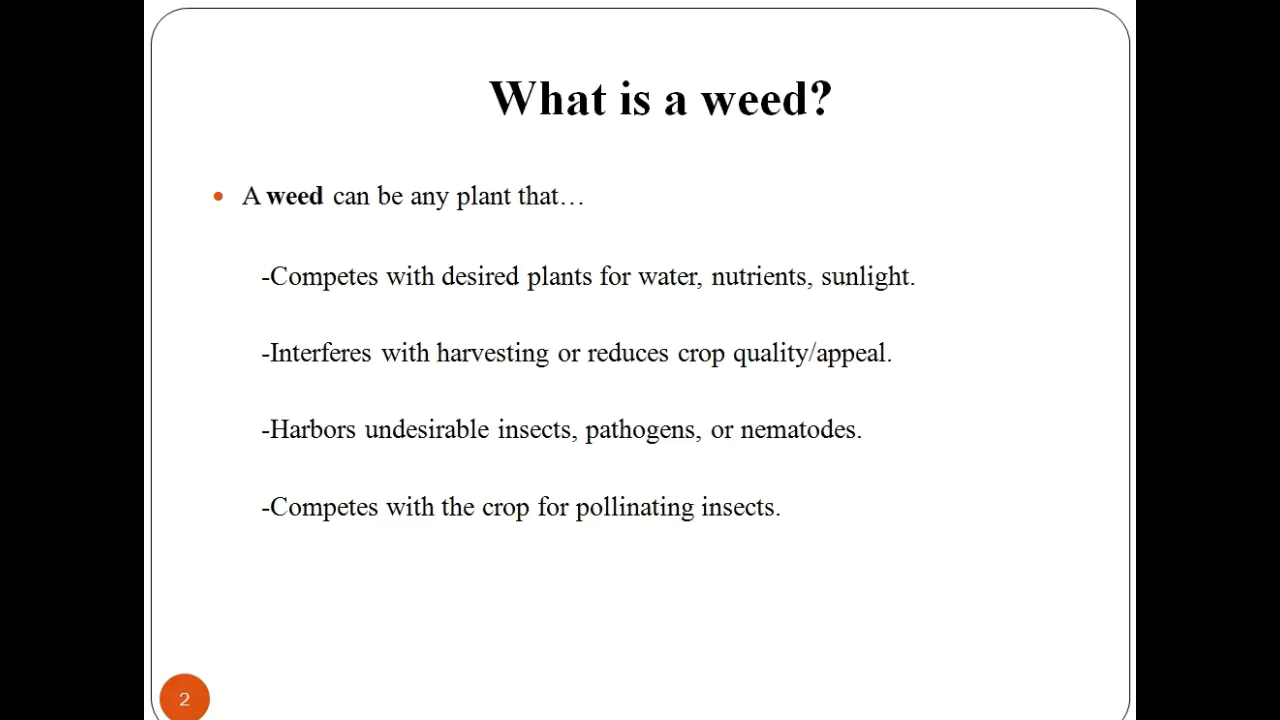 What is a weed?
• A weed can be any plant that…
-Competes with desired plants for water, nutrients, sunlight.
-Interferes with harvesting or reduces crop quality/appeal.
-Harbors undesirable insects, pathogens, or nematodes.
-Competes with the crop for pollinating insects.
2